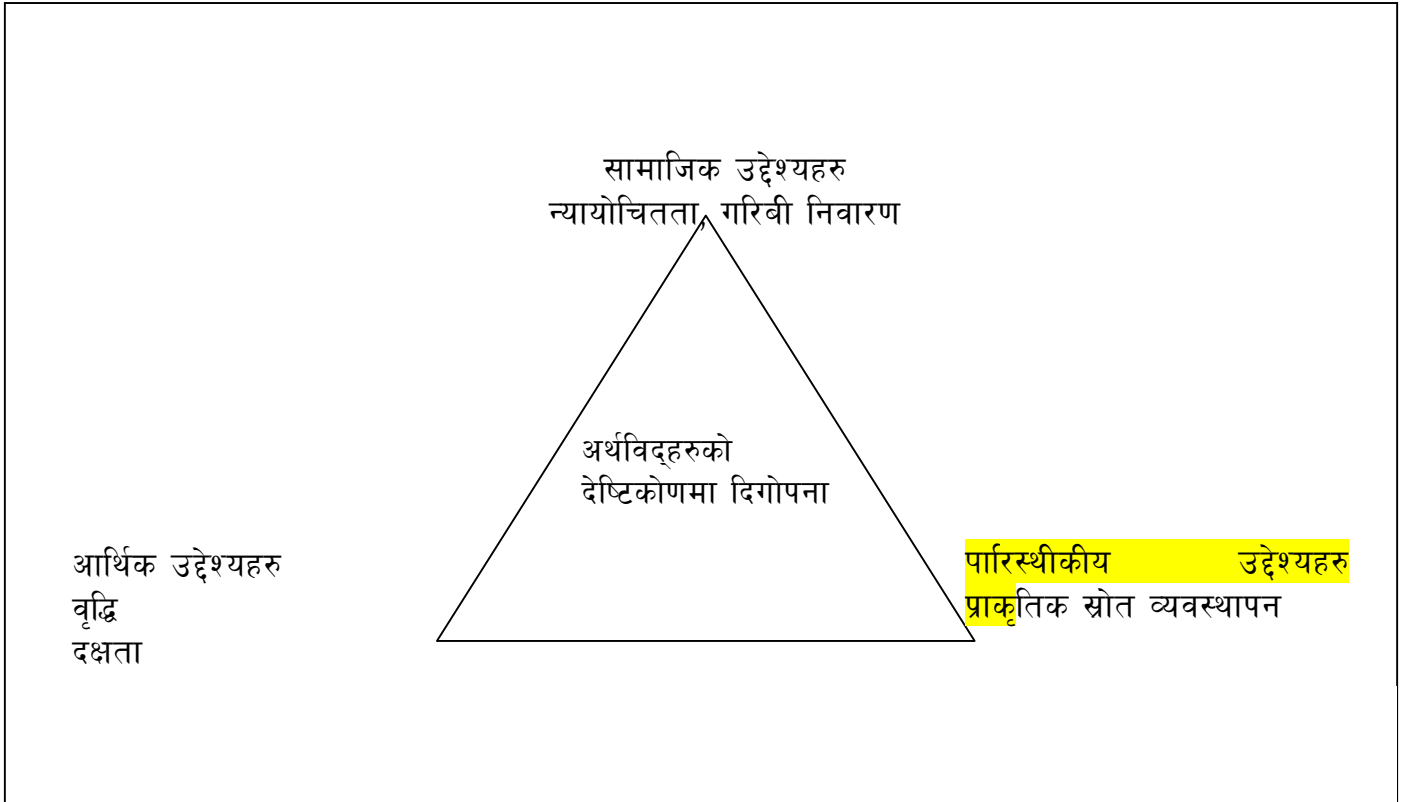 सामाजिक उद्देश्यहरु
न्यायोचितता, गरिबी निवारण
अर्थविद्हरुको
देष्टिकोणमा दिगोपना
आर्थिक उद्देश्यहरु
वृद्धि
दक्षता
पारिस्थीकीय उद्देश्यहरु
प्राकृतिक स्रोत व्यवस्थापन